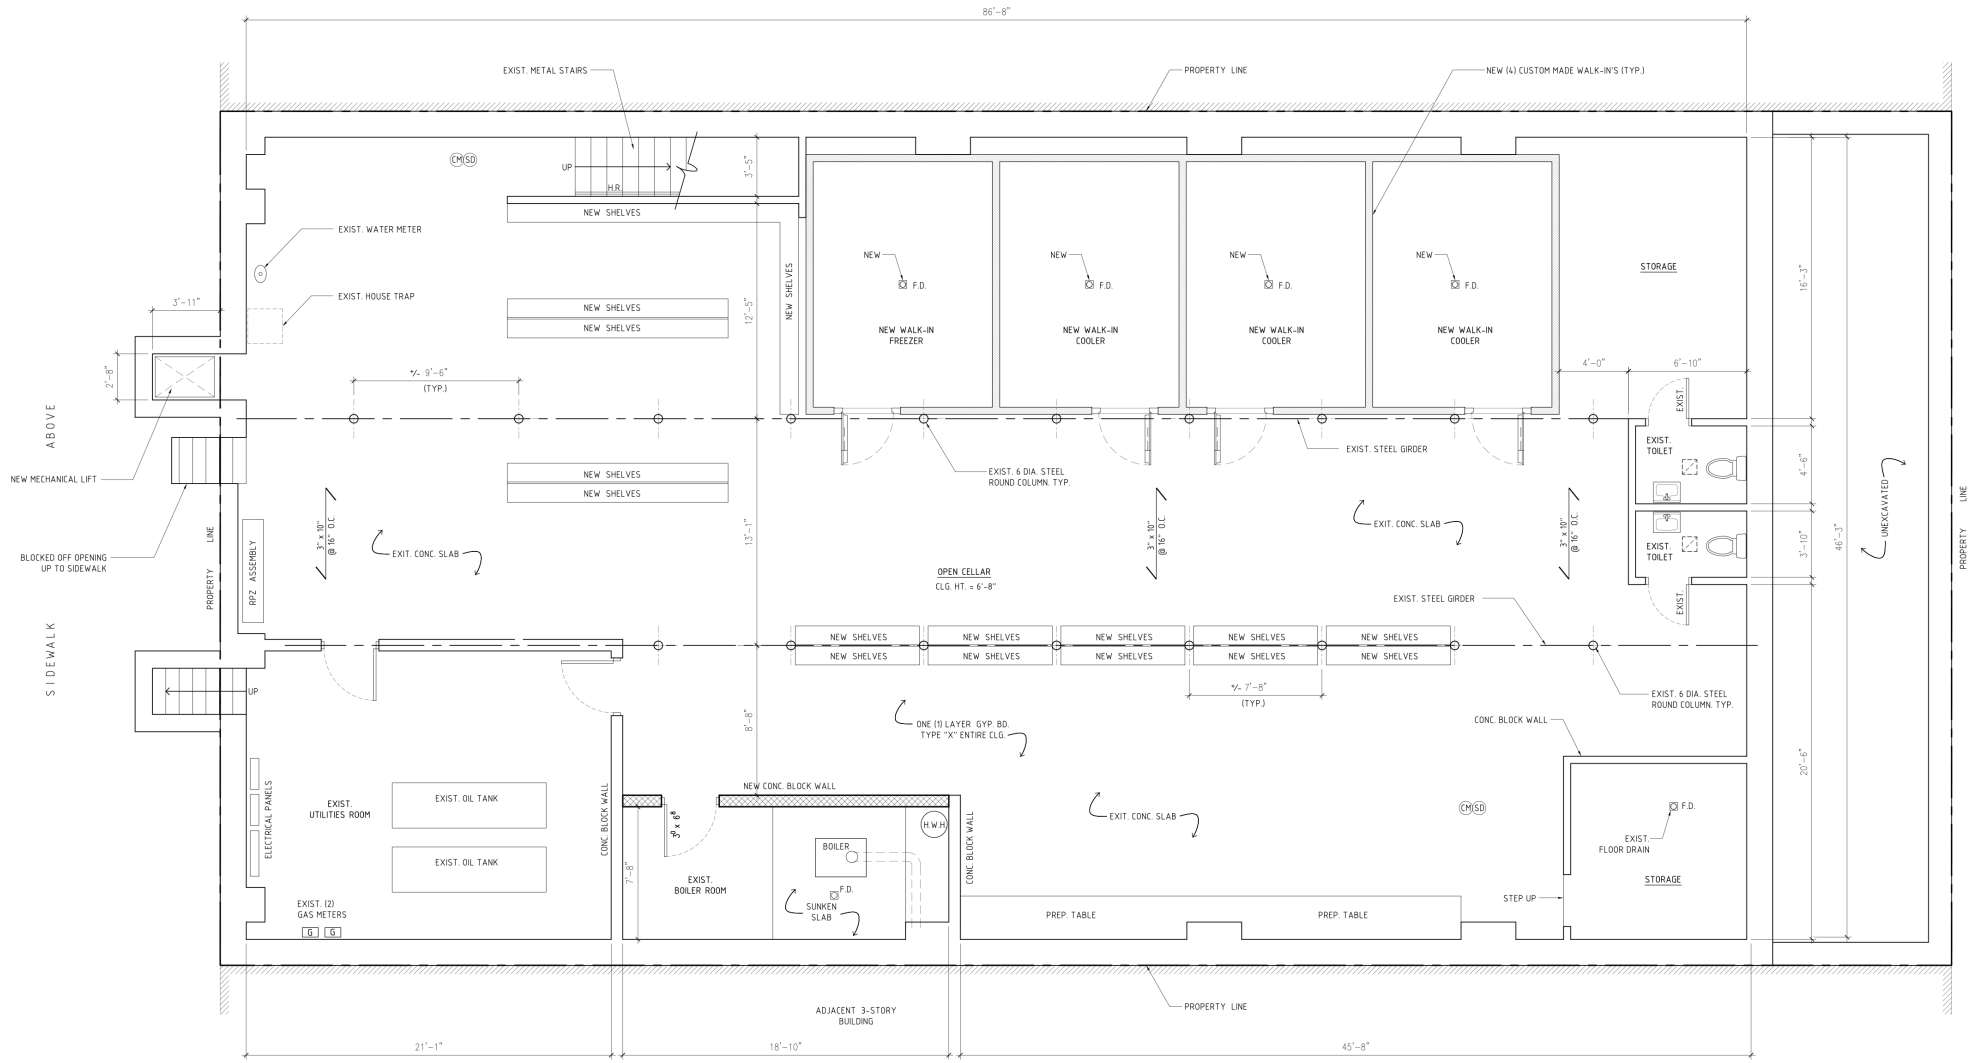 86'-8"
EXIST. METAL STAIRS
PROPERTY LINE
NEW (4) CUSTOM MADE WALK-IN'S (TYP.)
CM SD
UP
H.R.
3'-5"
NEW SHELVES
EXIST. WATER METER
NEW SHELVES
12'-5"
NEW
F.D.
NEW
F.D.
NEW
F.D.
NEW
F.D.
STORAGE
16'-3"
3'-11"
EXIST. HOUSE TRAP
NEW SHELVES
NEW SHELVES
NEW WALK-IN
FREEZER
NEW WALK-IN
COOLER
NEW WALK-IN
COOLER
NEW WALK-IN
COOLER
2'-8"
+/- 9'-6"
(TYP.)
4'-0"
6'-10"
EXIST.
ABOVE
NEW MECHANICAL LIFT
NEW SHELVES
NEW SHELVES
EXIST. 6 DIA. STEEL
ROUND COLUMN. TYP.
EXIST. STEEL GIRDER
EXIST.
TOILET
4'-6"
UNEXCAVATED
PROPERTY LINE
3" x 10"
@ 16" O.C.
3" x 10"
@ 16" O.C.
3" x 10"
@ 16" O.C.
PROPERTY LINE
BLOCKED OFF OPENING
UP TO SIDEWALK
RPZ ASSEMBLY
EXIT. CONC. SLAB
13'-1"
EXIT. CONC. SLAB
OPEN CELLAR
CLG. HT. = 6'-8"
EXIST.
TOILET
3'-10"
46'-3"
EXIST. STEEL GIRDER
EXIST.
SIDEWALK
NEW SHELVES
NEW SHELVES
NEW SHELVES
NEW SHELVES
NEW SHELVES
NEW SHELVES
NEW SHELVES
NEW SHELVES
NEW SHELVES
NEW SHELVES
UP
+/- 7'-8"
(TYP.)
EXIST. 6 DIA. STEEL
ROUND COLUMN. TYP.
8'-8"
ONE (1) LAYER GYP. BD.
TYPE "X" ENTIRE CLG.
CONC. BLOCK WALL
20'-6"
ELECTRICAL PANELS
EXIST.
UTILITIES ROOM
EXIST. OIL TANK
CONC. BLOCK WALL
NEW CONC. BLOCK WALL
3⁰ x 6⁸
H.W.H.
CONC. BLOCK WALL
EXIT. CONC. SLAB
CM SD
F.D.
EXIST.
FLOOR DRAIN
BOILER
EXIST. OIL TANK
7'-8"
EXIST.
BOILER ROOM
F.D.
SUNKEN
SLAB
STORAGE
STEP UP
EXIST. (2)
GAS METERS
G G
PREP. TABLE
PREP. TABLE
PROPERTY LINE
ADJACENT 3-STORY
BUILDING
21'-1"
18'-10"
45'-8"